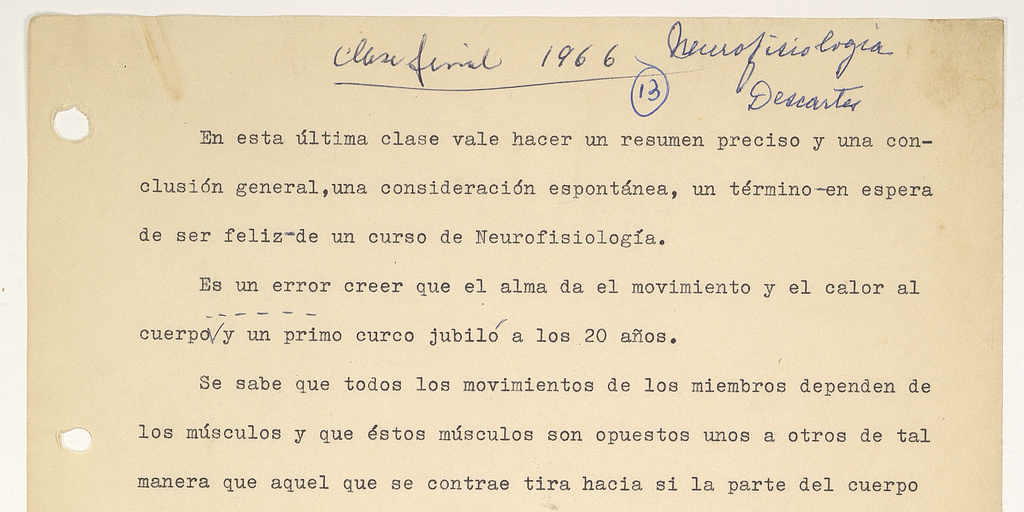 Clase final 1966 Neurofisiología
13 Descartes
En esta última clase vale hacer un resumen preciso y una con-
clusión general,una consideración espontánea, un término-en espera
de ser feliz-de un curso de Neurofisiología.
Es un error creer que el alma da el movimiento y el calor al
cuerpo y un primo curco jubiló a los 20 años.
Se sabe que todos los movimientos de los miembros dependen de
los músculos y que éstos músculos son opuestos unos a otros de tal
manera que aquel que se contrae tira hacia si la parte del cuerpo